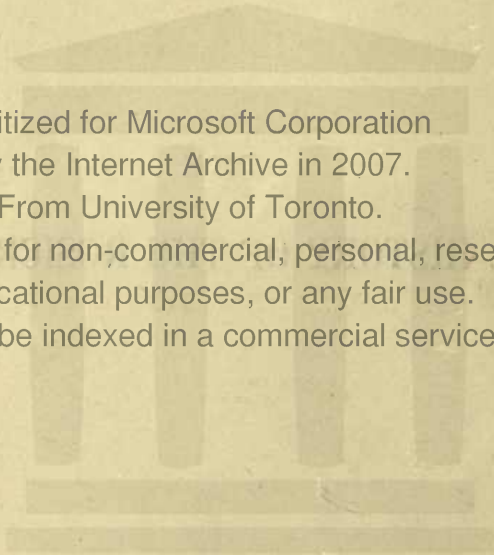 itized for Microsoft Corporation
the Internet Archive in 2007.
From University of Toronto.
for non-commercial, personal, rese
cational purposes, or any fair use.
be indexed in a commercial service